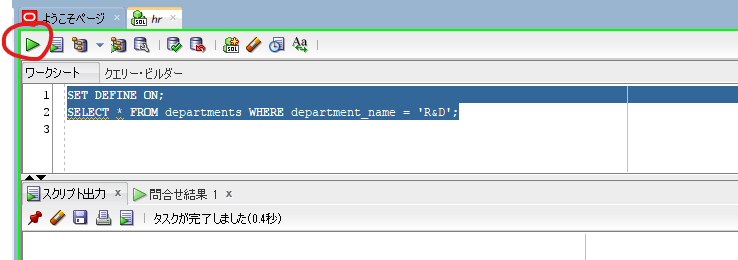 ようこそページ hr
SQL Aa
ワークシート クエリー・ビルダー
1 SET DEFINE ON;
2 SELECT * FROM departments WHERE department_name = 'R&D';
3
スクリプト出力 x 問合せ結果 1 x
タスクが完了しました(0.4秒)